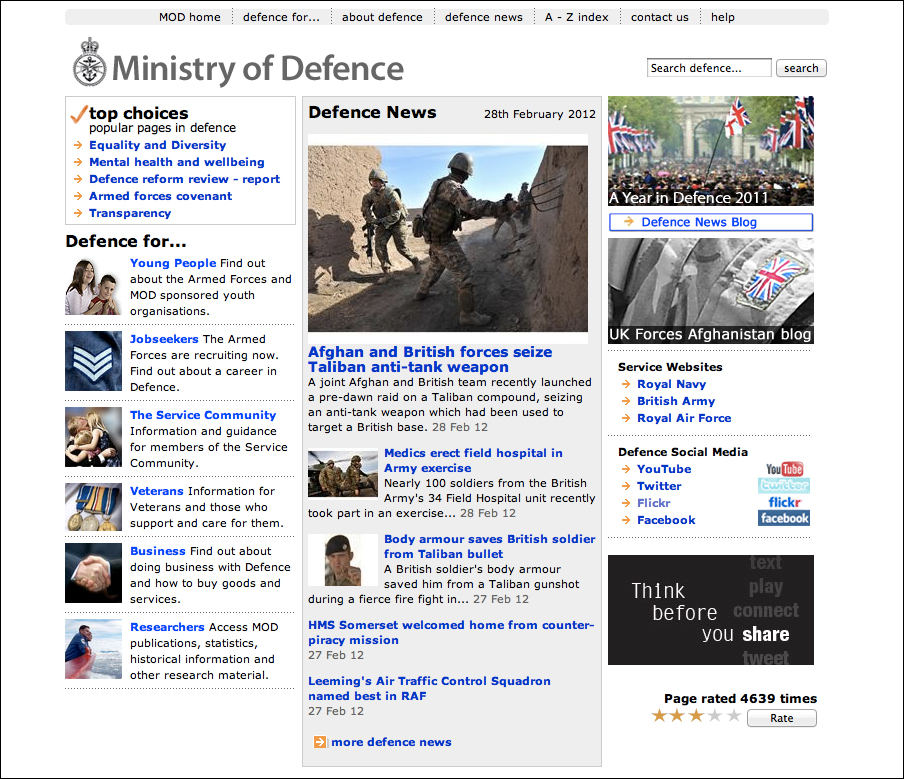 MOD home defence for... about defence defence news A - Z index contact us help
Ministry of Defence
Search defence... search
top choices
popular pages in defence
Equality and Diversity
Mental health and wellbeing
Defence reform review - report
Armed forces covenant
Transparency
Defence for...
Young People Find out
about the Armed Forces and
MOD sponsored youth
organisations.
Jobseekers The Armed
Forces are recruiting now.
Find out about a career in
Defence.
The Service Community
Information and guidance
for members of the Service
Community.
Veterans Information for
Veterans and those who
support and care for them.
Business Find out about
doing business with Defence
and how to buy goods and
services.
Researchers Access MOD
publications, statistics,
historical information and
other research material.
Defence News 28th February 2012
Afghan and British forces seize
Taliban anti-tank weapon
A joint Afghan and British team recently launched
a pre-dawn raid on a Taliban compound, seizing
an anti-tank weapon which had been used to
target a British base. 28 Feb 12
Medics erect field hospital in
Army exercise
Nearly 100 soldiers from the British
Army's 34 Field Hospital unit recently
took part in an exercise... 28 Feb 12
Body armour saves British soldier
from Taliban bullet
A British soldier's body armour
saved him from a Taliban gunshot
during a fierce fire fight in... 27 Feb 12
HMS Somerset welcomed home from counter-
piracy mission
27 Feb 12
Leeming's Air Traffic Control Squadron
named best in RAF
27 Feb 12
more defence news
A Year in Defence 2011
Defence News Blog
UK Forces Afghanistan blog
Service Websites
Royal Navy
British Army
Royal Air Force
Defence Social Media
YouTube YouTube
Twitter twitter
Flickr flickr
Facebook facebook
text
Think play
before connect
you share
tweet
Page rated 4639 times
Rate